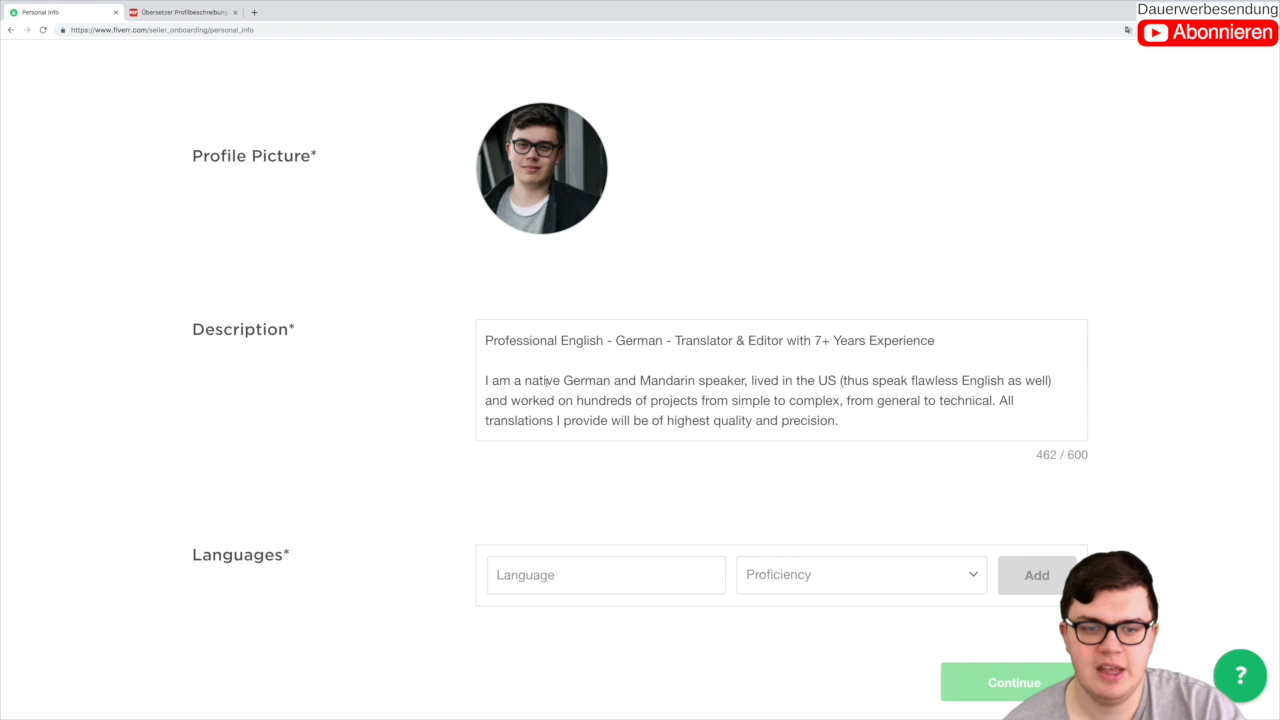 Personal Info
Übersetzer Profilbeschreibung
Dauerwerbesendung
https://www.fiverr.com/seller_onboarding/personal_info
Abonnieren
Profile Picture*
Description*
Professional English - German - Translator & Editor with 7+ Years Experience
I am a native German and Mandarin speaker, lived in the US (thus speak flawless English as well)
and worked on hundreds of projects from simple to complex, from general to technical. All
translations I provide will be of highest quality and precision.
462 / 600
Languages*
Language
Proficiency
Add
Continue
?